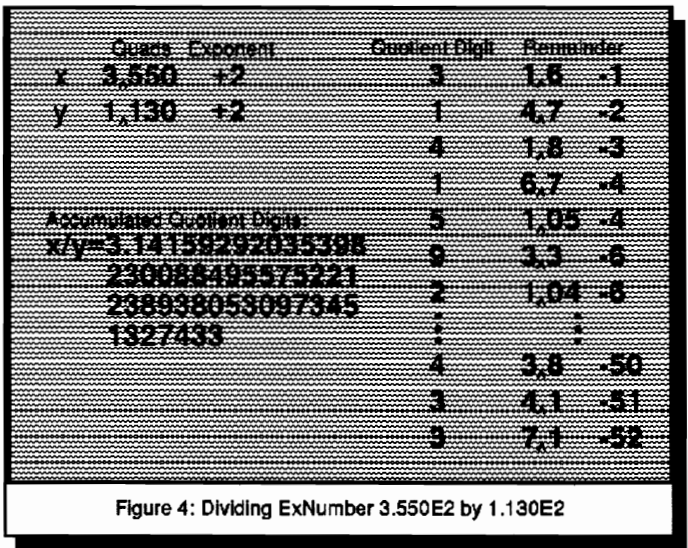 Quads Exponent Quotient Digit Remainder
x 3‸550 +2 3 1‸6 -1
y 1‸130 +2 1 4‸7 -2
4 1‸8 -3
1 6‸7 -4
Accumulated Quotient Digits: 5 1‸05 -4
x/y=3.14159292035398 9 3‸3 -6
230088495575221 2 1‸04 -6
238938053097345
1327433
4 3‸8 -50
3 4‸1 -51
3 7‸1 -52
Figure 4: Dividing ExNumber 3.550E2 by 1.130E2